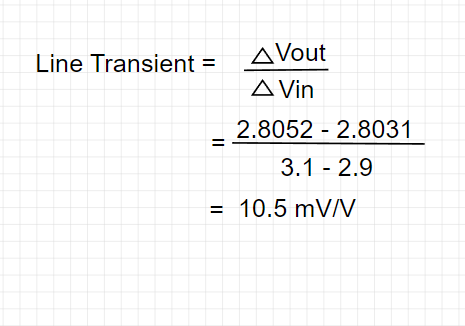 Line Transient = △Vout
△ Vin
= 2.8052 - 2.8031
3.1 - 2.9
= 10.5 mV/V